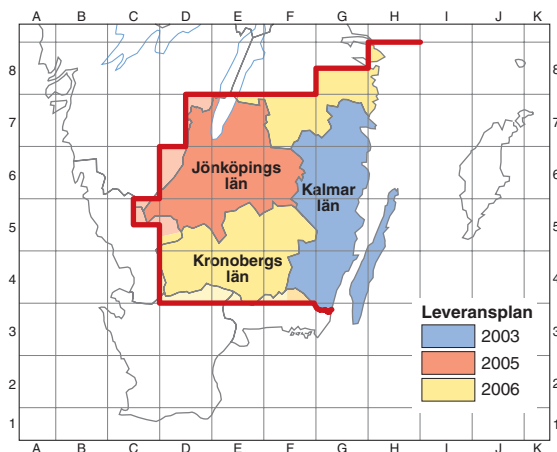 A B C D E F G H I J K
8 8
7 7
6 6
5 5
4 4
3 3
2 2
1 1
Jönköpings
län
Kalmar
län
Kronobergs
län
Leveransplan
2003
2005
2006
A B C D E F G H I J K